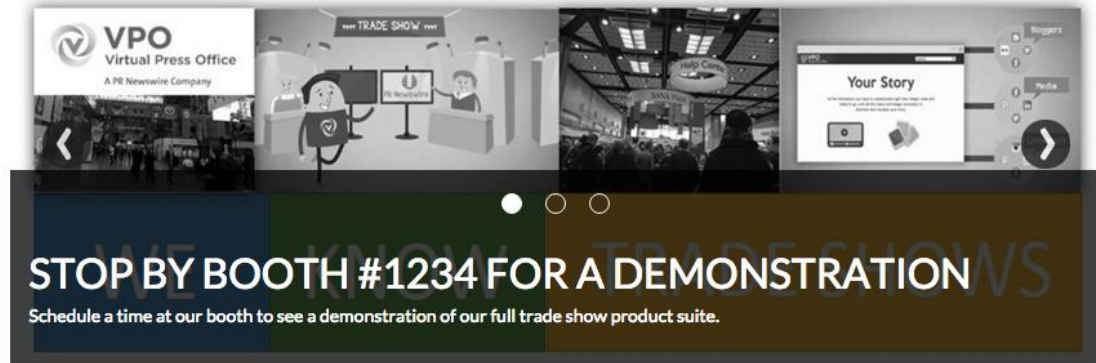 VPO
Virtual Press Office
A PR Newswire Company
TRADE SHOW
PR Newswire
Help Center
Your Story
Bloggers
Media
WE KNOW TRADE SHOWS
STOP BY BOOTH #1234 FOR A DEMONSTRATION
Schedule a time at our booth to see a demonstration of our full trade show product suite.